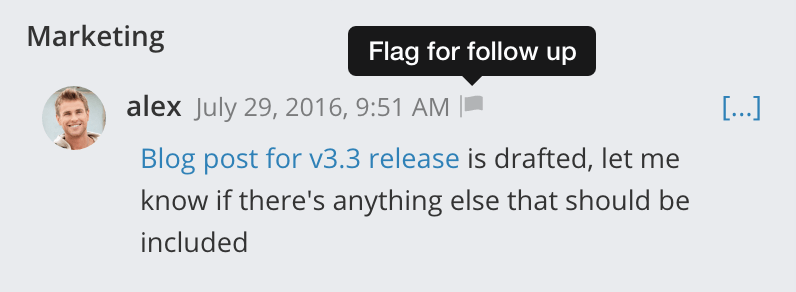 Marketing
Flag for follow up
alex July 29, 2016, 9:51 AM [...]
Blog post for v3.3 release is drafted, let me
know if there's anything else that should be
included